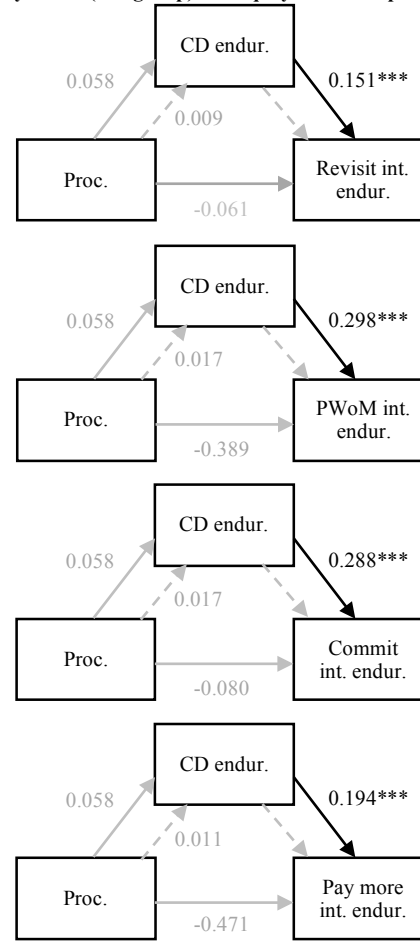 CD endur.
0.058
0.151***
0.009
Proc.
Revisit int.
endur.
-0.061
CD endur.
0.058
0.298***
0.017
Proc.
PWoM int.
endur.
-0.389
CD endur.
0.058
0.288***
0.017
Proc.
Commit
int. endur.
-0.080
CD endur.
0.058
0.194***
0.011
Proc.
Pay more
int. endur.
-0.471